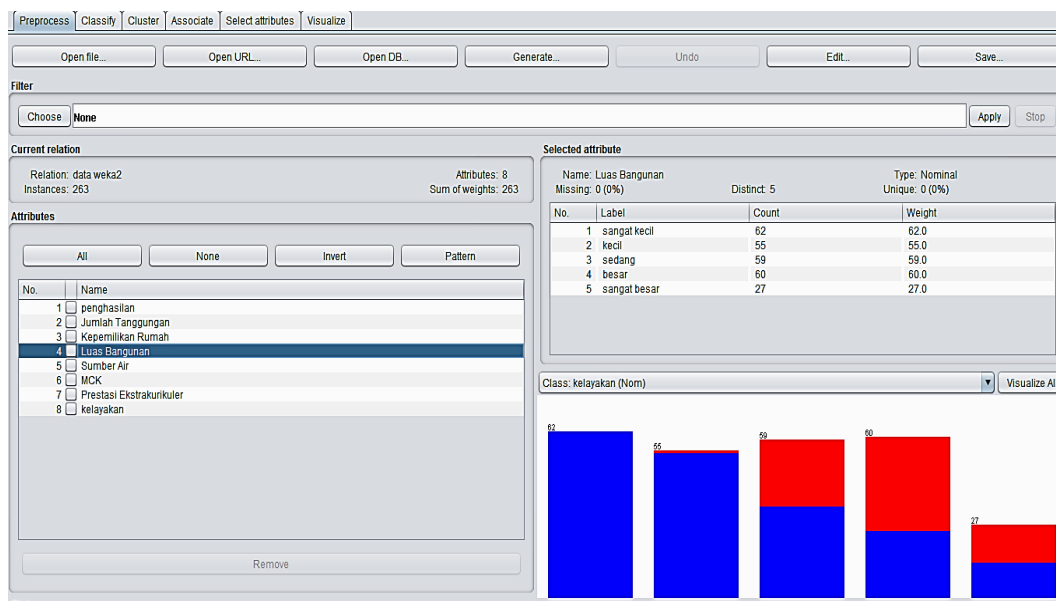 Preprocess Classify Cluster Associate Select attributes Visualize
Open file... Open URL... Open DB... Generate... Undo Edit... Save...
Filter
Choose None Apply Stop
Current relation
Relation: data weka2 Attributes: 8
Instances: 263 Sum of weights: 263
Attributes
All None Invert Pattern
No. Name
1 penghasilan
2 Jumlah Tanggungan
3 Kepemilikan Rumah
4 Luas Bangunan
5 Sumber Air
6 MCK
7 Prestasi Ekstrakurikuler
8 kelayakan
Remove
Selected attribute
Name: Luas Bangunan Type: Nominal
Missing: 0 (0%) Distinct: 5 Unique: 0 (0%)
No. Label Count Weight
1 sangat kecil 62 62.0
2 kecil 55 55.0
3 sedang 59 59.0
4 besar 60 60.0
5 sangat besar 27 27.0
Class: kelayakan (Nom) Visualize Al
62 55 59 60 27